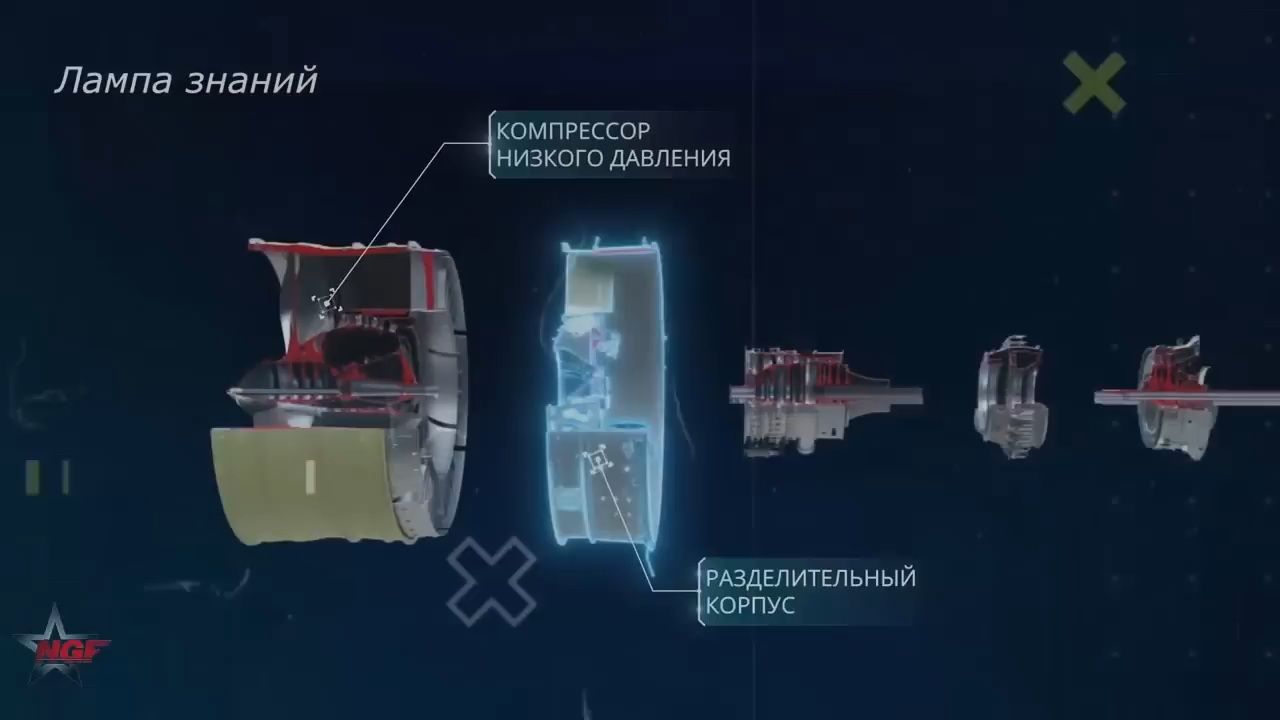 Лампа знаний
КОМПРЕССОР
НИЗКОГО ДАВЛЕНИЯ
РАЗДЕЛИТЕЛЬНЫЙ
КОРПУС
NGF